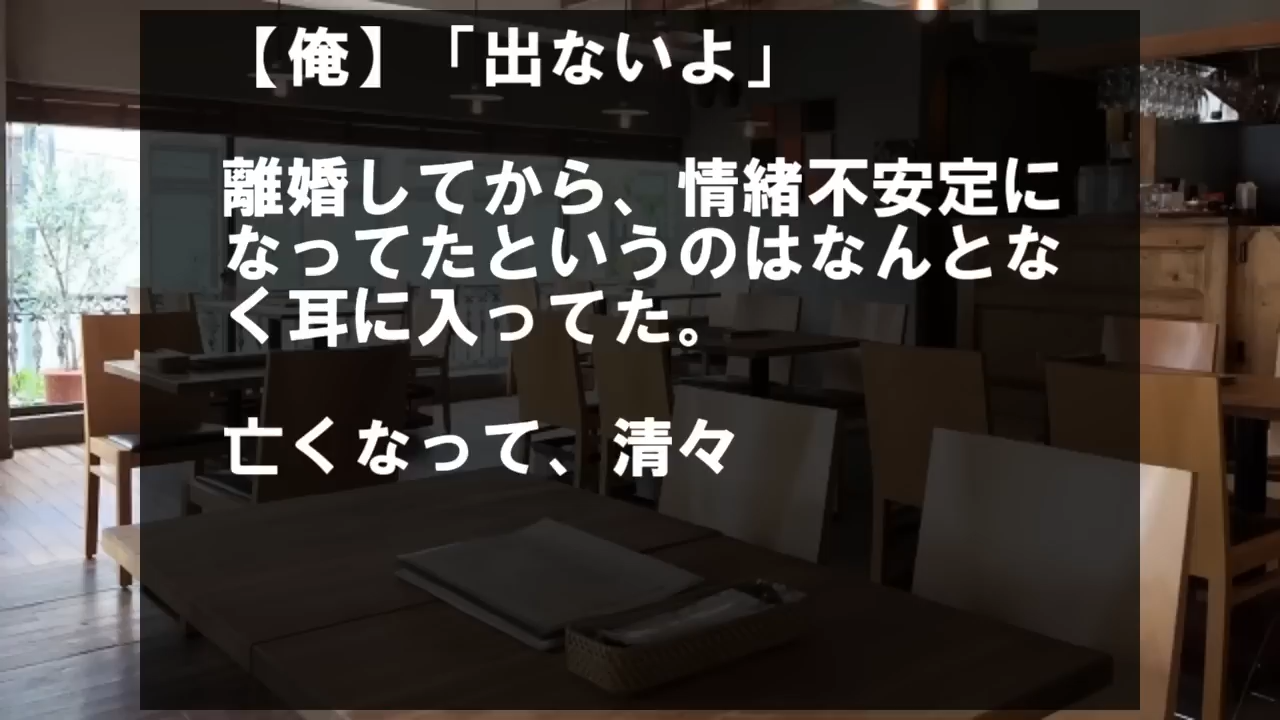 【俺】「出ないよ」
離婚してから、情緒不安定に
なってたというのはなんとな
く耳に入ってた。
亡くなって、清々